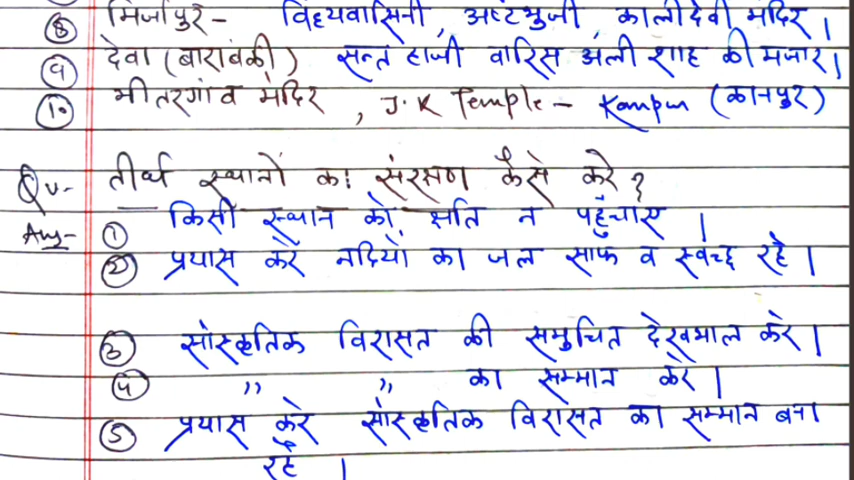 ⑧ मिर्जापुर - विंध्यवासिनी, अष्टभुजी, कालीदेवी मंदिर।
⑨ देवा (बाराबंकी) सन्त हाजी वारिस अली शाह की मजार।
⑩ भीतरगांव मंदिर, J.K Temple - Kanpur (कानपुर)
Qu- तीर्थ स्थानों का संरक्षण कैसे करे?
Ans- ① किसी स्थान को क्षति न पहुंचाए।
② प्रयास करें नदियों का जल साफ व स्वच्छ रहे।
③ सांस्कृतिक विरासत की समुचित देखभाल करे।
④ " " का सम्मान करें।
⑤ प्रयास करे सांस्कृतिक विरासत का सम्मान बना
रहे।